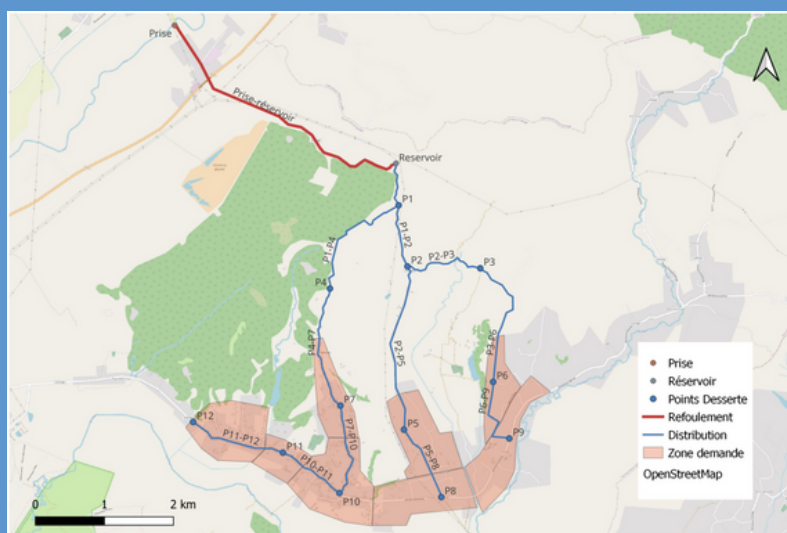 Prise
Prise-réservoir
Reservoir
P1
P1-P2
P1-P4
P2
P2-P3
P3
P4
P2-P5
P3-P6
P4-P7
P6
P7
P6-P9
P12
P5
P9
P11-P12
P11
P7-P10
P5-P8
P10-P11
P10
P8
Prise
Réservoir
Points Desserte
Refoulement
Distribution
Zone demande
OpenStreetMap
0 1 2 km